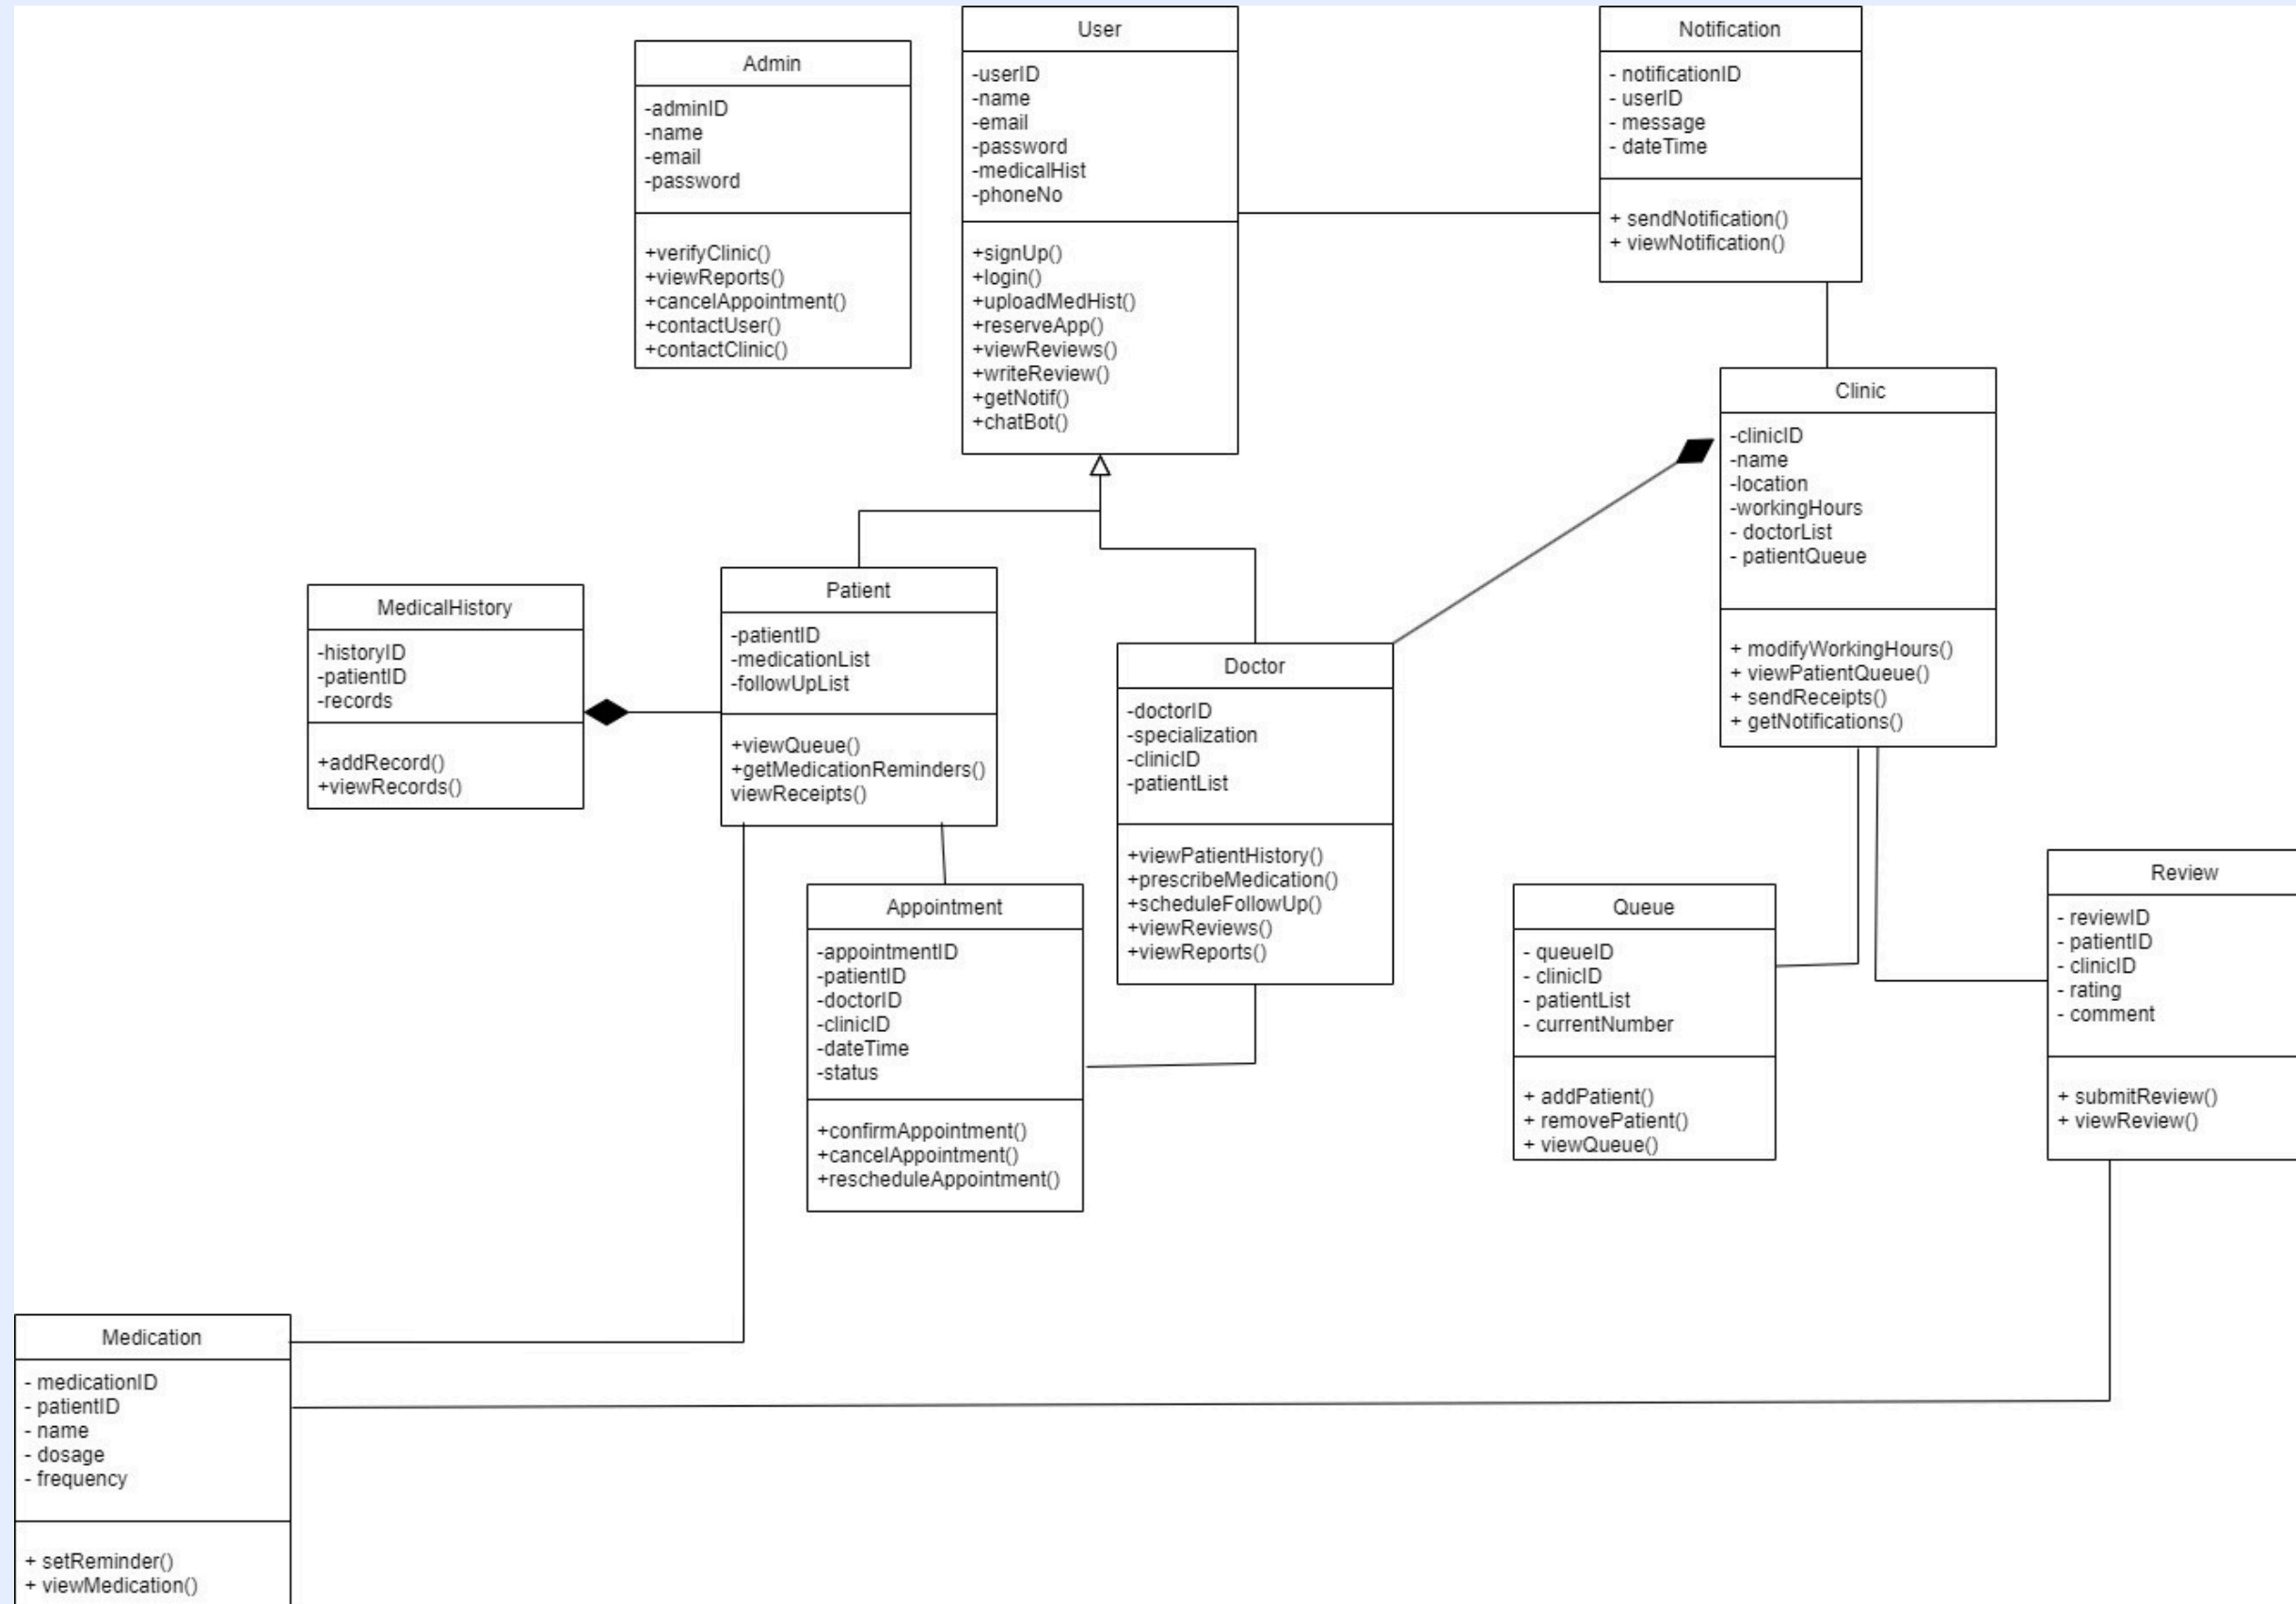 Admin
-adminID
-name
-email
-password
+verifyClinic()
+viewReports()
+cancelAppointment()
+contactUser()
+contactClinic()
User
-userID
-name
-email
-password
-medicalHist
-phoneNo
+signUp()
+login()
+uploadMedHist()
+reserveApp()
+viewReviews()
+writeReview()
+getNotif()
+chatBot()
Notification
- notificationID
- userID
- message
- dateTime
+ sendNotification()
+ viewNotification()
Clinic
-clinicID
-name
-location
-workingHours
- doctorList
- patientQueue
+ modifyWorkingHours()
+ viewPatientQueue()
+ sendReceipts()
+ getNotifications()
MedicalHistory
-historyID
-patientID
-records
+addRecord()
+viewRecords()
Patient
-patientID
-medicationList
-followUpList
+viewQueue()
+getMedicationReminders()
viewReceipts()
Doctor
-doctorID
-specialization
-clinicID
-patientList
+viewPatientHistory()
+prescribeMedication()
+scheduleFollowUp()
+viewReviews()
+viewReports()
Appointment
-appointmentID
-patientID
-doctorID
-clinicID
-dateTime
-status
+confirmAppointment()
+cancelAppointment()
+rescheduleAppointment()
Queue
- queueID
- clinicID
- patientList
- currentNumber
+ addPatient()
+ removePatient()
+ viewQueue()
Review
- reviewID
- patientID
- clinicID
- rating
- comment
+ submitReview()
+ viewReview()
Medication
- medicationID
- patientID
- name
- dosage
- frequency
+ setReminder()
+ viewMedication()